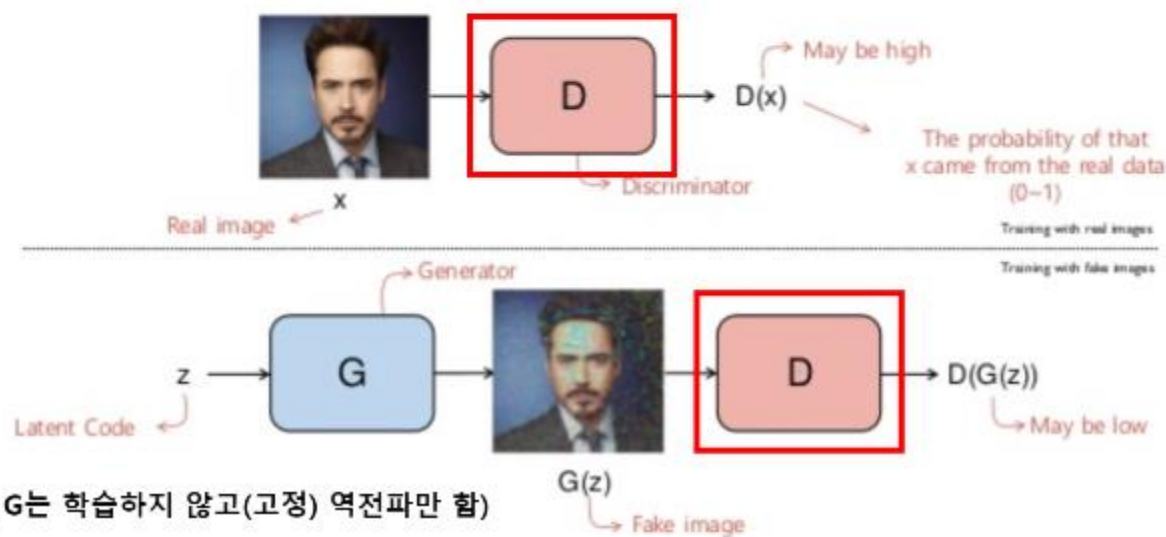 D
D(x)
May be high
The probability of that
x came from the real data
(0~1)
Discriminator
x
Real image
Training with real images
Training with fake images
Generator
z
G
D
D(G(z))
Latent Code
May be low
G(z)
G는 학습하지 않고(고정) 역전파만 함)
Fake image